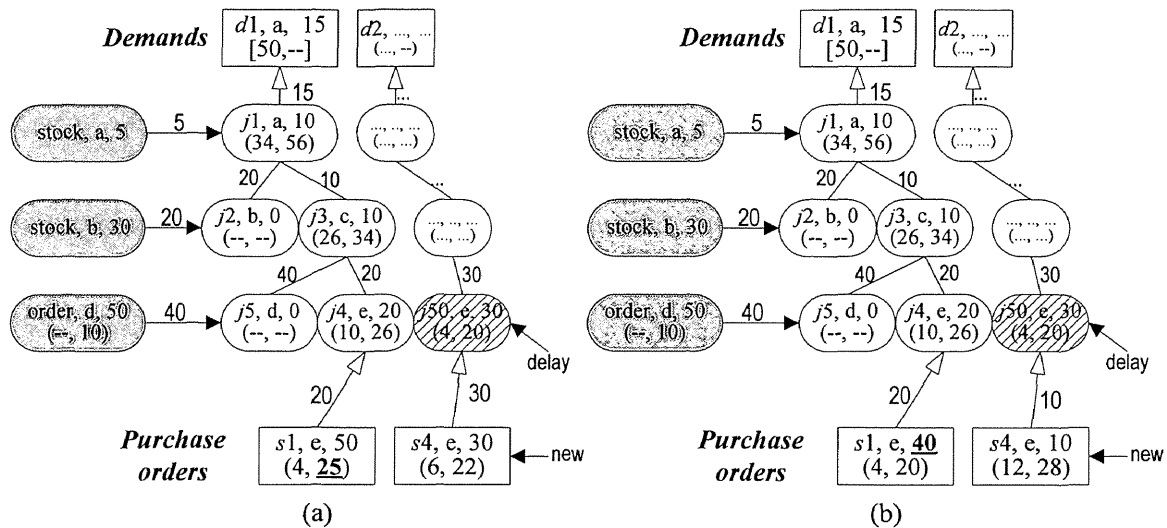 Demands
d1, a, 15
[50,--]
d2, ..., ...
(..., --)
15
...
stock, a, 5
5
j1, a, 10
(34, 56)
..., ..., ...
(..., ...)
20
10
...
stock, b, 30
20
j2, b, 0
(--, --)
j3, c, 10
(26, 34)
..., ..., ...
(..., ...)
40
20
30
order, d, 50
(--, 10)
40
j5, d, 0
(--, --)
j4, e, 20
(10, 26)
j50, e, 30
(4, 20)
delay
20
30
Purchase
orders
s1, e, 50
(4, 25)
s4, e, 30
(6, 22)
new
(a)
Demands
d1, a, 15
[50,--]
d2, ..., ...
(..., --)
15
...
stock, a, 5
5
j1, a, 10
(34, 56)
..., ..., ...
(..., ...)
20
10
...
stock, b, 30
20
j2, b, 0
(--, --)
j3, c, 10
(26, 34)
..., ..., ...
(..., ...)
40
20
30
order, d, 50
(--, 10)
40
j5, d, 0
(--, --)
j4, e, 20
(10, 26)
j50, e, 30
(4, 20)
delay
20
10
Purchase
orders
s1, e, 40
(4, 20)
s4, e, 10
(12, 28)
new
(b)